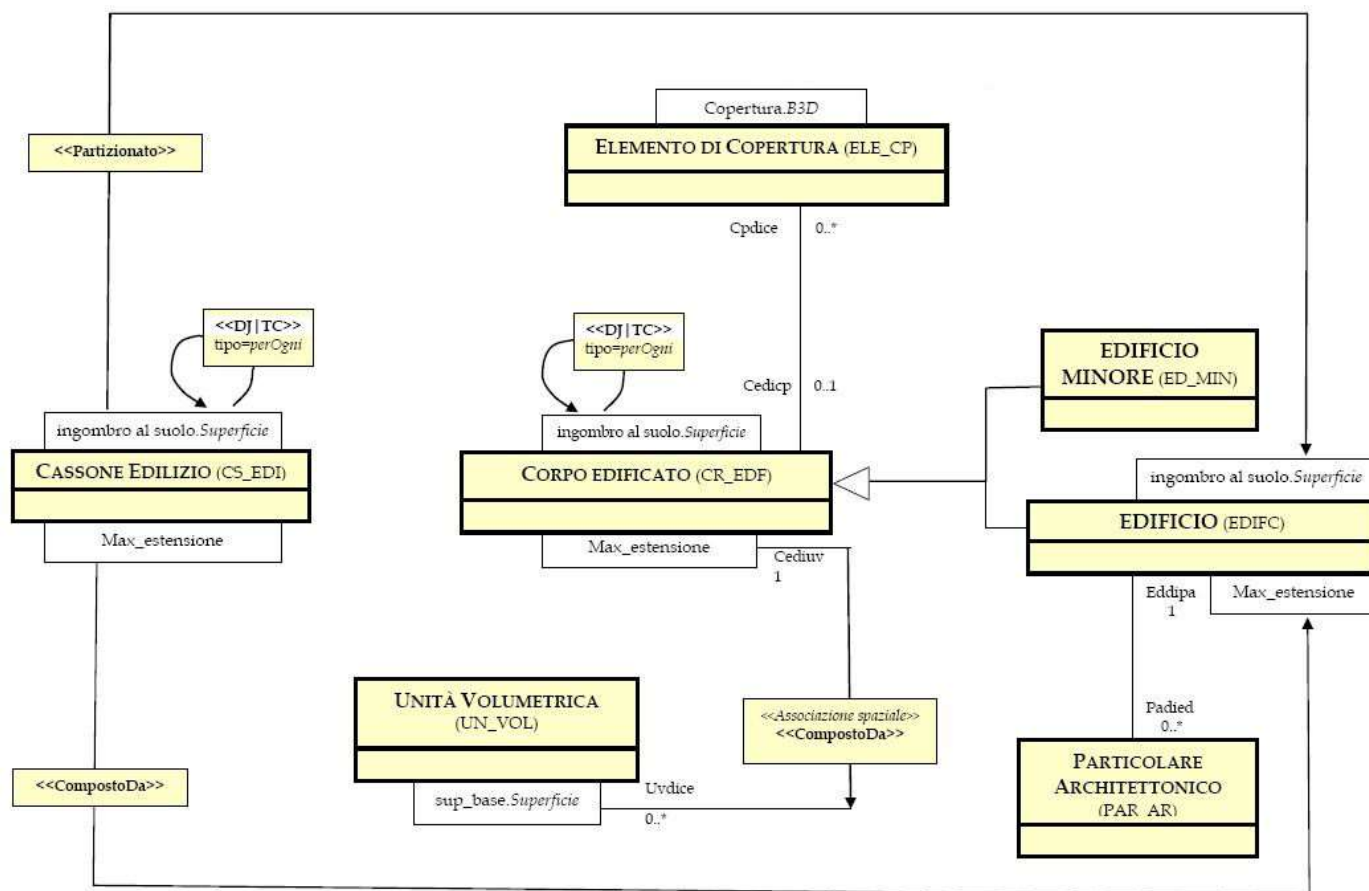 Copertura.B3D
ELEMENTO DI COPERTURA (ELE_CP)
<<Partizionato>>
Cpdice 0..*
<<DJ|TC>>
tipo=perOgni
<<DJ|TC>>
tipo=perOgni
EDIFICIO
MINORE (ED_MIN)
Cedicp 0..1
ingombro al suolo.Superficie
ingombro al suolo.Superficie
CASSONE EDILIZIO (CS_EDI)
CORPO EDIFICATO (CR_EDF)
ingombro al suolo.Superficie
EDIFICIO (EDIFC)
Max_estensione
Max_estensione
Cediuv
1
Eddipa
1
Max_estensione
UNITÀ VOLUMETRICA
(UN_VOL)
<<Associazione spaziale>>
<<CompostoDa>>
Padied
0..*
<<CompostoDa>>
sup_base.Superficie
Uvdice
0..*
PARTICOLARE
ARCHITETTONICO
(PAR_AR)